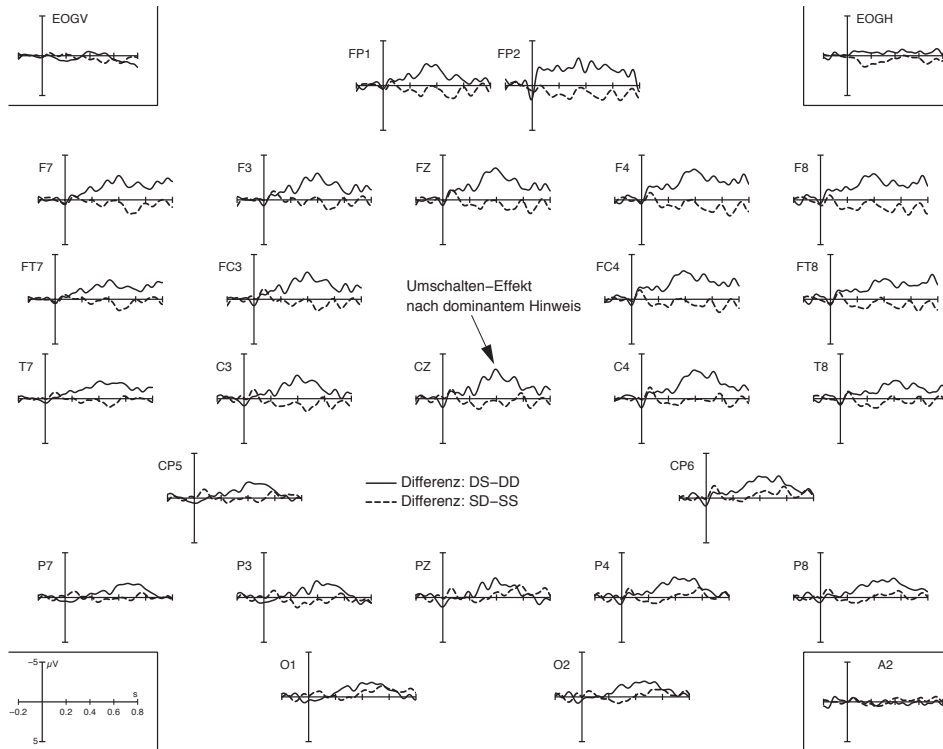 EOGV
EOGH
FP1
FP2
F7
F3
FZ
F4
F8
FT7
FC3
FC4
FT8
Umschalten–Effekt
nach dominantem Hinweis
T7
C3
CZ
C4
T8
CP5
CP6
Differenz: DS–DD
Differenz: SD–SS
P7
P3
PZ
P4
P8
O1
O2
A2
−5
μV
s
−0.2
0.2
0.4
0.6
0.8
5